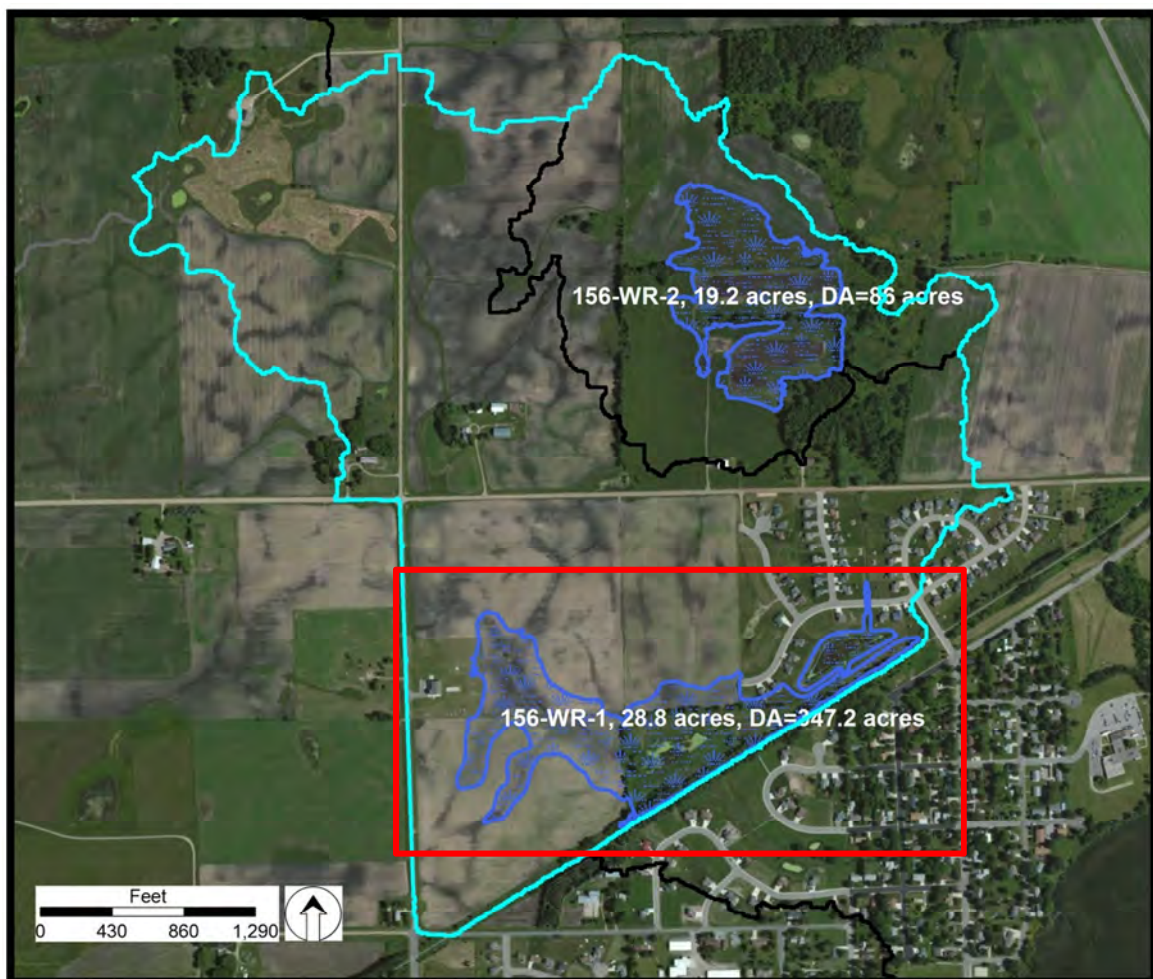 156-WR-2, 19.2 acres, DA=86 acres
156-WR-1, 28.8 acres, DA=347.2 acres
Feet
0 430 860 1,290